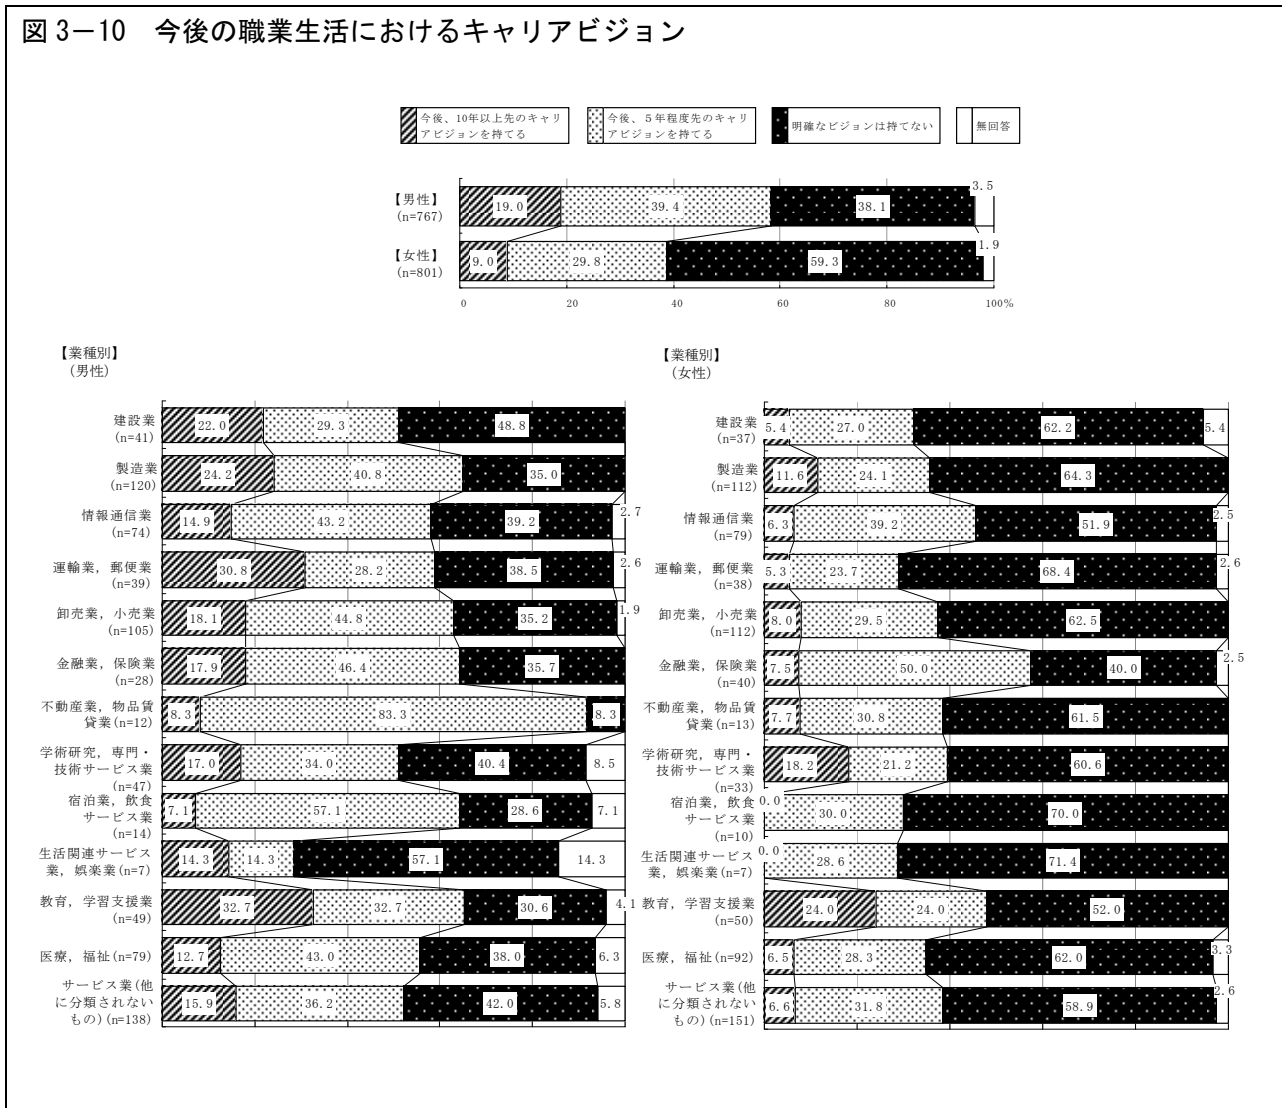 図 3－10　今後の職業生活におけるキャリアビジョン
今後、10年以上先のキャリ
アビジョンを持てる
今後、５年程度先のキャリ
アビジョンを持てる
明確なビジョンは持てない
無回答
【男性】
(n=767)
19.0
39.4
38.1
3.5
【女性】
(n=801)
9.0
29.8
59.3
1.9
0
20
40
60
80
100%
【業種別】
(男性)
建設業
(n=41)
22.0
29.3
48.8
製造業
(n=120)
24.2
40.8
35.0
情報通信業
(n=74)
14.9
43.2
39.2
2.7
運輸業，郵便業
(n=39)
30.8
28.2
38.5
2.6
卸売業，小売業
(n=105)
18.1
44.8
35.2
1.9
金融業，保険業
(n=28)
17.9
46.4
35.7
不動産業，物品賃
貸業(n=12)
8.3
83.3
8.3
学術研究，専門・
技術サービス業
(n=47)
17.0
34.0
40.4
8.5
宿泊業，飲食
サービス業
(n=14)
7.1
57.1
28.6
7.1
生活関連サービス
業，娯楽業(n=7)
14.3
14.3
57.1
14.3
教育，学習支援業
(n=49)
32.7
32.7
30.6
4.1
医療，福祉(n=79)
12.7
43.0
38.0
6.3
サービス業(他
に分類されない
もの)(n=138)
15.9
36.2
42.0
5.8
【業種別】
(女性)
建設業
(n=37)
5.4
27.0
62.2
5.4
製造業
(n=112)
11.6
24.1
64.3
情報通信業
(n=79)
6.3
39.2
51.9
2.5
運輸業，郵便業
(n=38)
5.3
23.7
68.4
2.6
卸売業，小売業
(n=112)
8.0
29.5
62.5
金融業，保険業
(n=40)
7.5
50.0
40.0
2.5
不動産業，物品賃
貸業(n=13)
7.7
30.8
61.5
学術研究，専門・
技術サービス業
(n=33)
18.2
21.2
60.6
宿泊業，飲食
サービス業
(n=10)
0.0
30.0
70.0
生活関連サービス
業，娯楽業(n=7)
0.0
28.6
71.4
教育，学習支援業
(n=50)
24.0
24.0
52.0
医療，福祉(n=92)
6.5
28.3
62.0
3.3
サービス業(他
に分類されない
もの)(n=151)
6.6
31.8
58.9
2.6